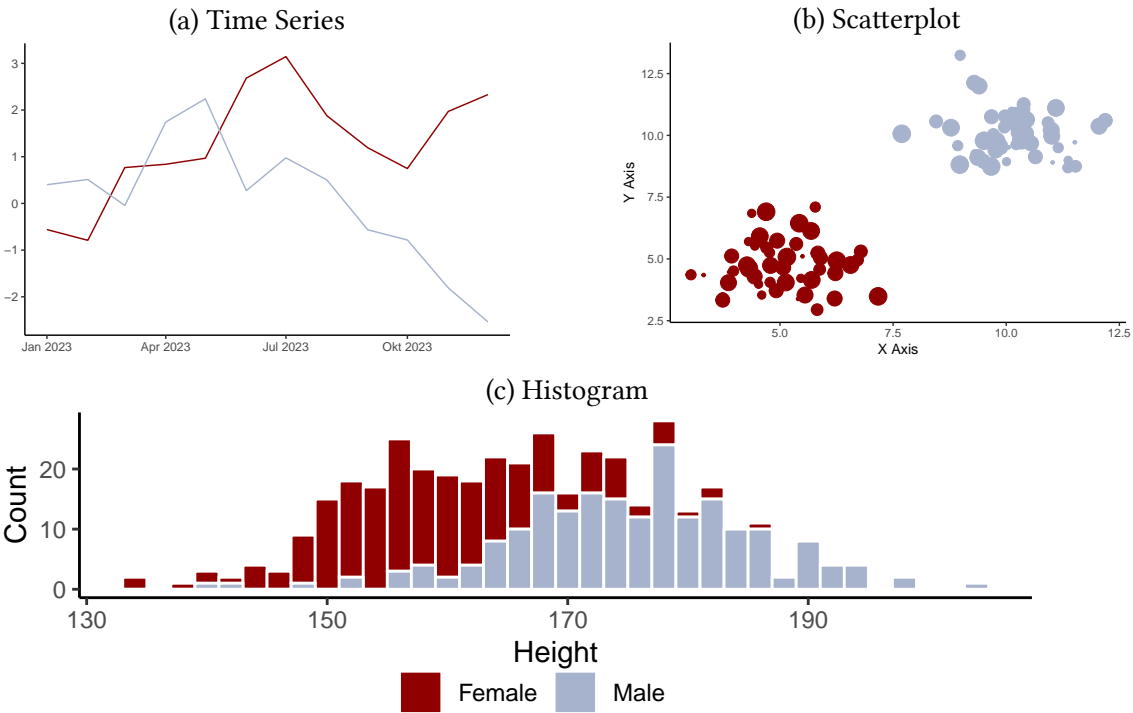 (a) Time Series
3
2
1
0
−1
−2
Jan 2023 Apr 2023 Jul 2023 Okt 2023
(b) Scatterplot
Y Axis
12.5
10.0
7.5
5.0
2.5
5.0 7.5 10.0 12.5
X Axis
(c) Histogram
Count
20
10
0
130 150 170 190
Height
Female Male